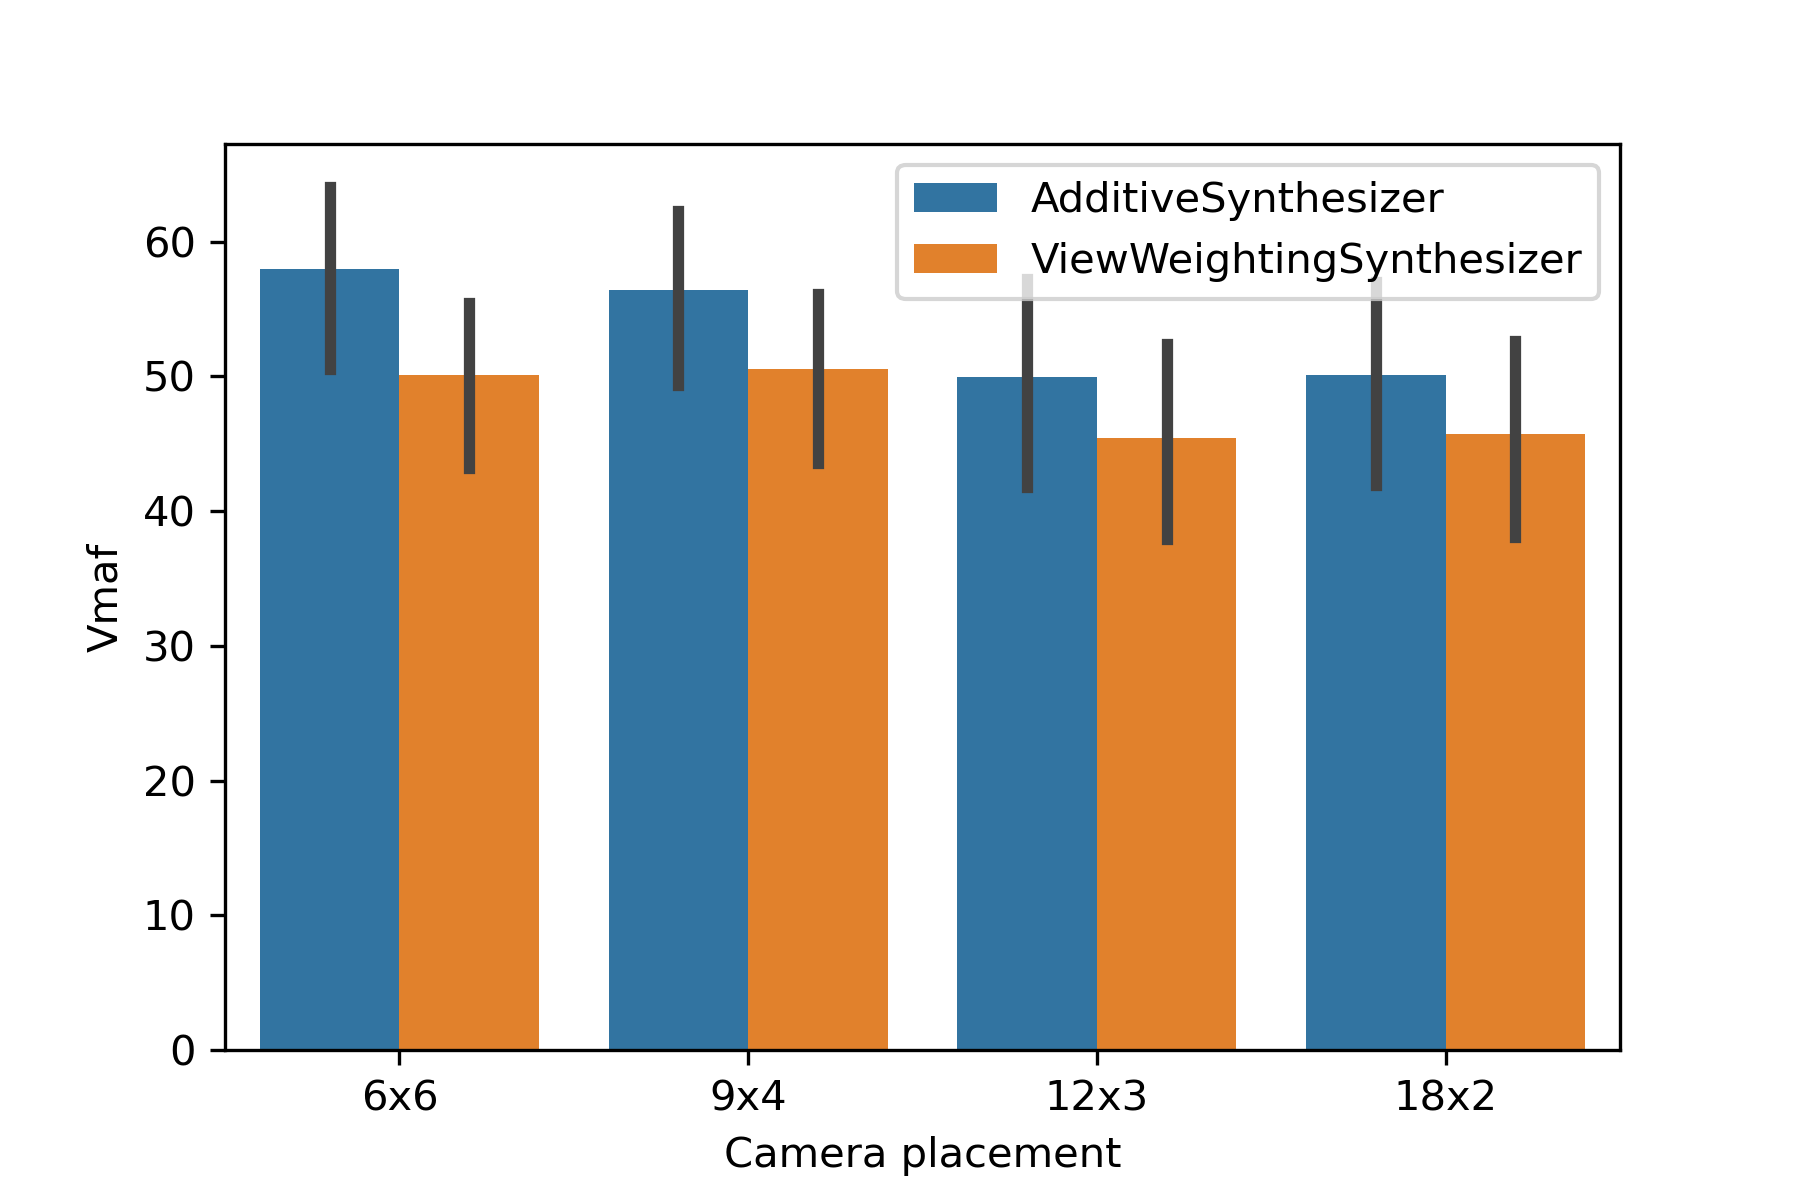 AdditiveSynthesizer
ViewWeightingSynthesizer
Vmaf
60
50
40
30
20
10
0
6x6 9x4 12x3 18x2
Camera placement